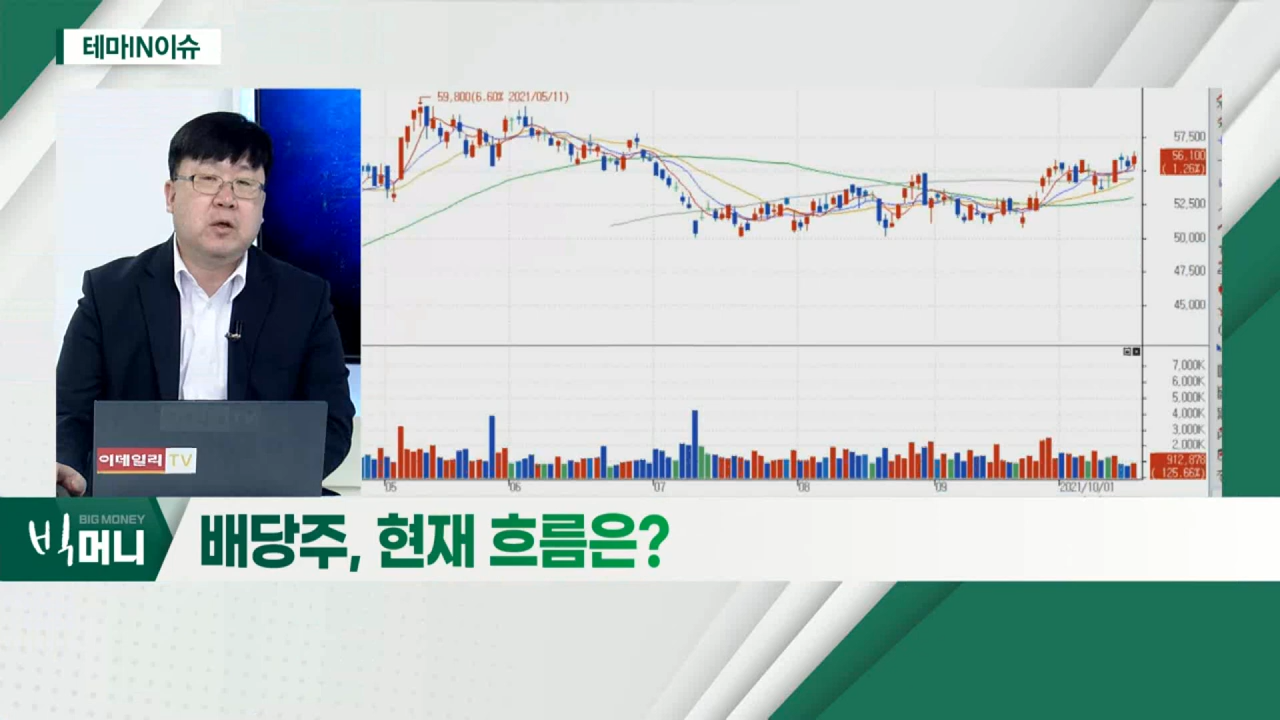 테마IN이슈
59,800(6.60% 2021/05/11)
57,500
56,100
( 1.26%)
52,500
50,000
47,500
45,000
7,000K
6,000K
5,000K
4,000K
3,000K
2,000K
912,878
( 125.66%)
05
06
07
08
09
2021/10/01
이데일리 TV
BIG MONEY
빅머니
배당주, 현재 흐름은?